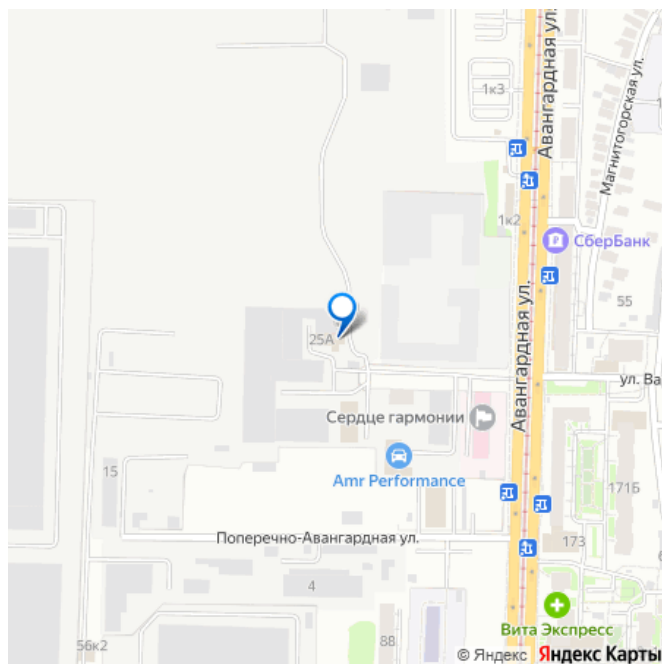 Авангардная ул.
Магнитогорская ул.
1к3
1к2
СберБанк
55
Авангардная ул.
25А
ул. Ва
Сердце гармонии
Amr Performance
15
171Б
Поперечно-Авангардная ул.
173
4
Вита Экспресс
88
56к2
© Яндекс Яндекс Карты